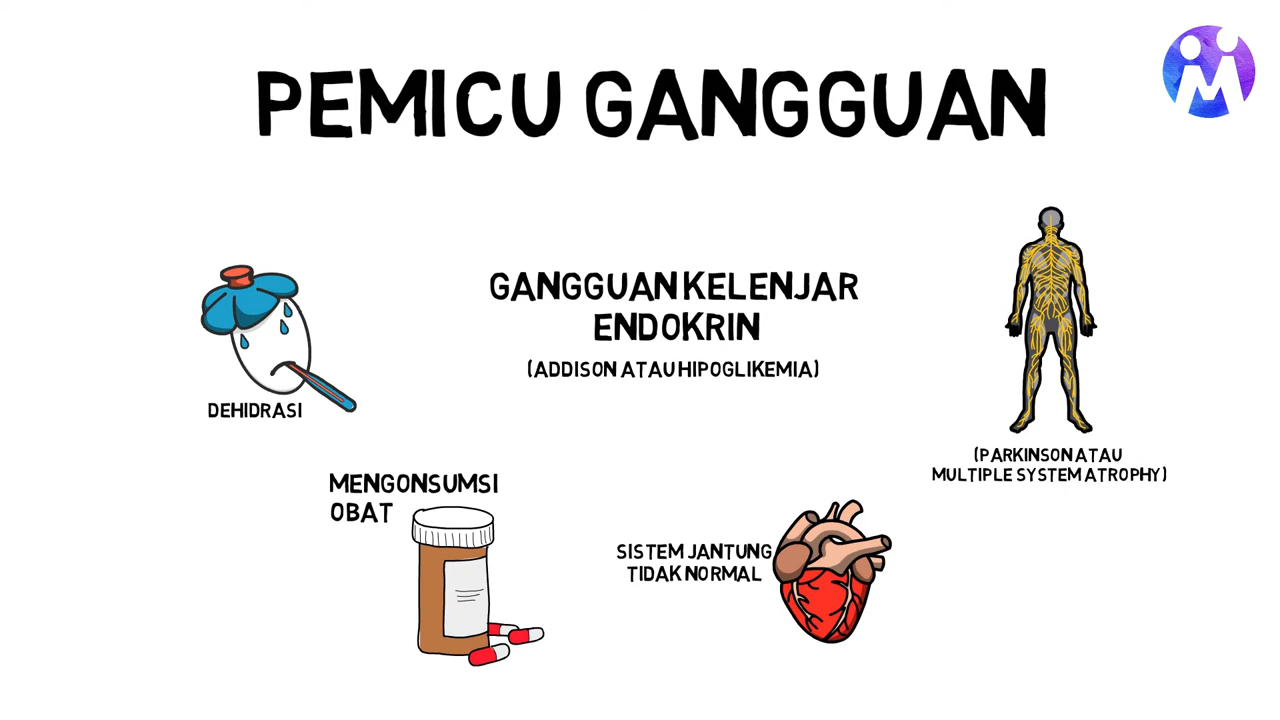 PEMICU GANGGUAN
GANGGUAN KELENJAR
ENDOKRIN
(ADDISON ATAU HIPOGLIKEMIA)
DEHIDRASI
(PARKINSON ATAU
MULTIPLE SYSTEM ATROPHY)
MENGONSUMSI
OBAT
SISTEM JANTUNG
TIDAK NORMAL